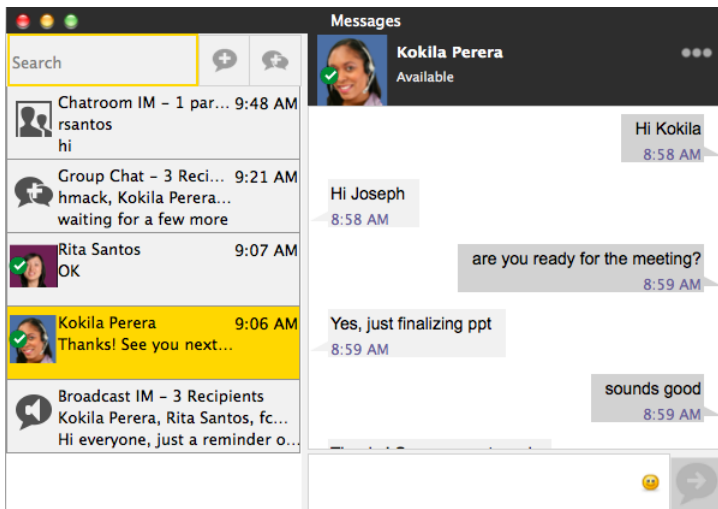 Messages
Search
Chatroom IM – 1 par... 9:48 AM
rsantos
hi
Group Chat – 3 Reci... 9:21 AM
hmack, Kokila Perera...
waiting for a few more
Rita Santos 9:07 AM
OK
Kokila Perera 9:06 AM
Thanks! See you next...
Broadcast IM – 3 Recipients
Kokila Perera, Rita Santos, fc...
Hi everyone, just a reminder o...
Kokila Perera
Available
Hi Kokila
8:58 AM
Hi Joseph
8:58 AM
are you ready for the meeting?
8:59 AM
Yes, just finalizing ppt
8:59 AM
sounds good
8:59 AM